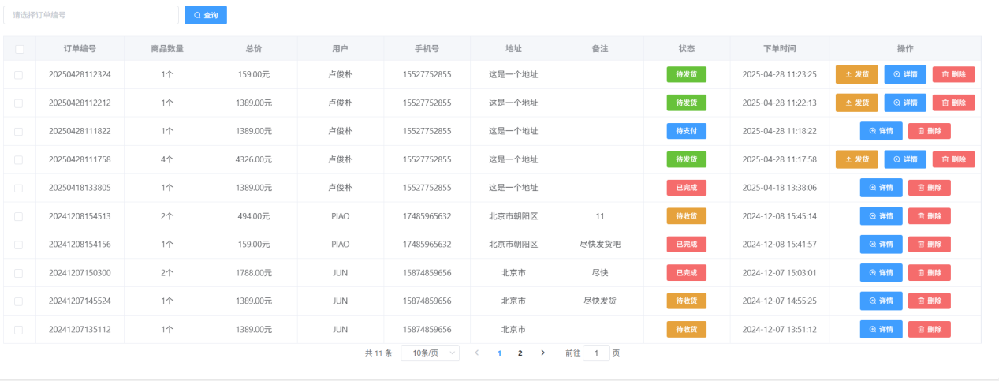 请选择订单编号 查询
订单编号 商品数量 总价 用户 手机号 地址 备注 状态 下单时间 操作
20250428112324 1个 159.00元 卢俊朴 15527752855 这是一个地址 待发货 2025-04-28 11:23:25 发货 详情 删除
20250428112212 1个 1389.00元 卢俊朴 15527752855 这是一个地址 待发货 2025-04-28 11:22:13 发货 详情 删除
20250428111822 1个 1389.00元 卢俊朴 15527752855 这是一个地址 待支付 2025-04-28 11:18:22 详情 删除
20250428111758 4个 4326.00元 卢俊朴 15527752855 这是一个地址 待发货 2025-04-28 11:17:58 发货 详情 删除
20250418133805 1个 1389.00元 卢俊朴 15527752855 这是一个地址 已完成 2025-04-18 13:38:06 详情 删除
20241208154513 2个 494.00元 PIAO 17485965632 北京市朝阳区 11 待收货 2024-12-08 15:45:14 详情 删除
20241208154156 1个 159.00元 PIAO 17485965632 北京市朝阳区 尽快发货吧 已完成 2024-12-08 15:41:57 详情 删除
20241207150300 2个 1788.00元 JUN 15874859656 北京市 尽快 已完成 2024-12-07 15:03:01 详情 删除
20241207145524 1个 1389.00元 JUN 15874859656 北京市 尽快发货 待收货 2024-12-07 14:55:25 详情 删除
20241207135112 1个 1389.00元 JUN 15874859656 北京市 待收货 2024-12-07 13:51:12 详情 删除
共 11 条 10条/页 1 2 前往 1 页